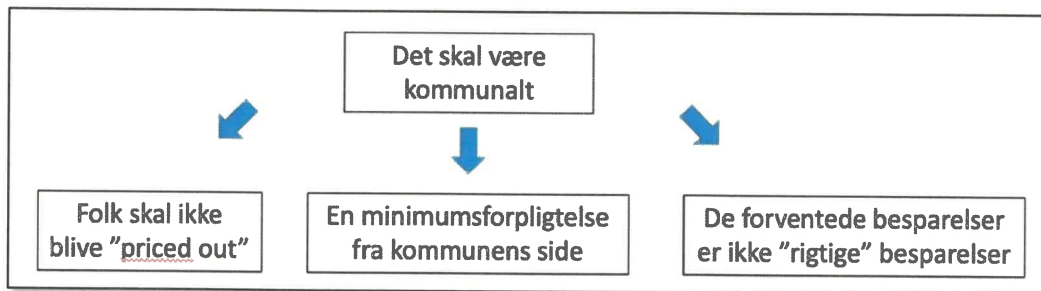 Det skal være
kommunalt
Folk skal ikke
blive ”priced out”
En minimumsforpligtelse
fra kommunens side
De forventede besparelser
er ikke ”rigtige” besparelser